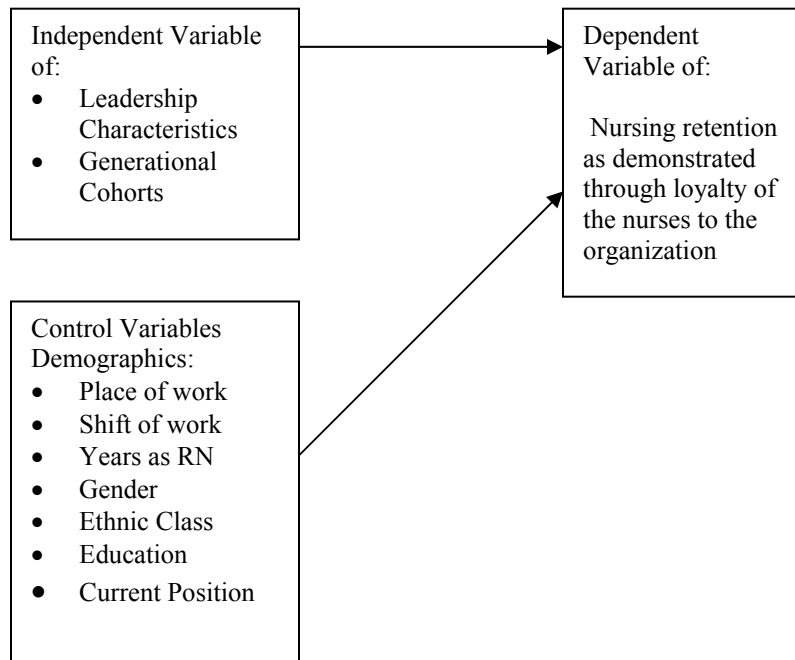 Independent Variable
of:
• Leadership
Characteristics
• Generational
Cohorts
Dependent
Variable of:
Nursing retention
as demonstrated
through loyalty of
the nurses to the
organization
Control Variables
Demographics:
• Place of work
• Shift of work
• Years as RN
• Gender
• Ethnic Class
• Education
• Current Position